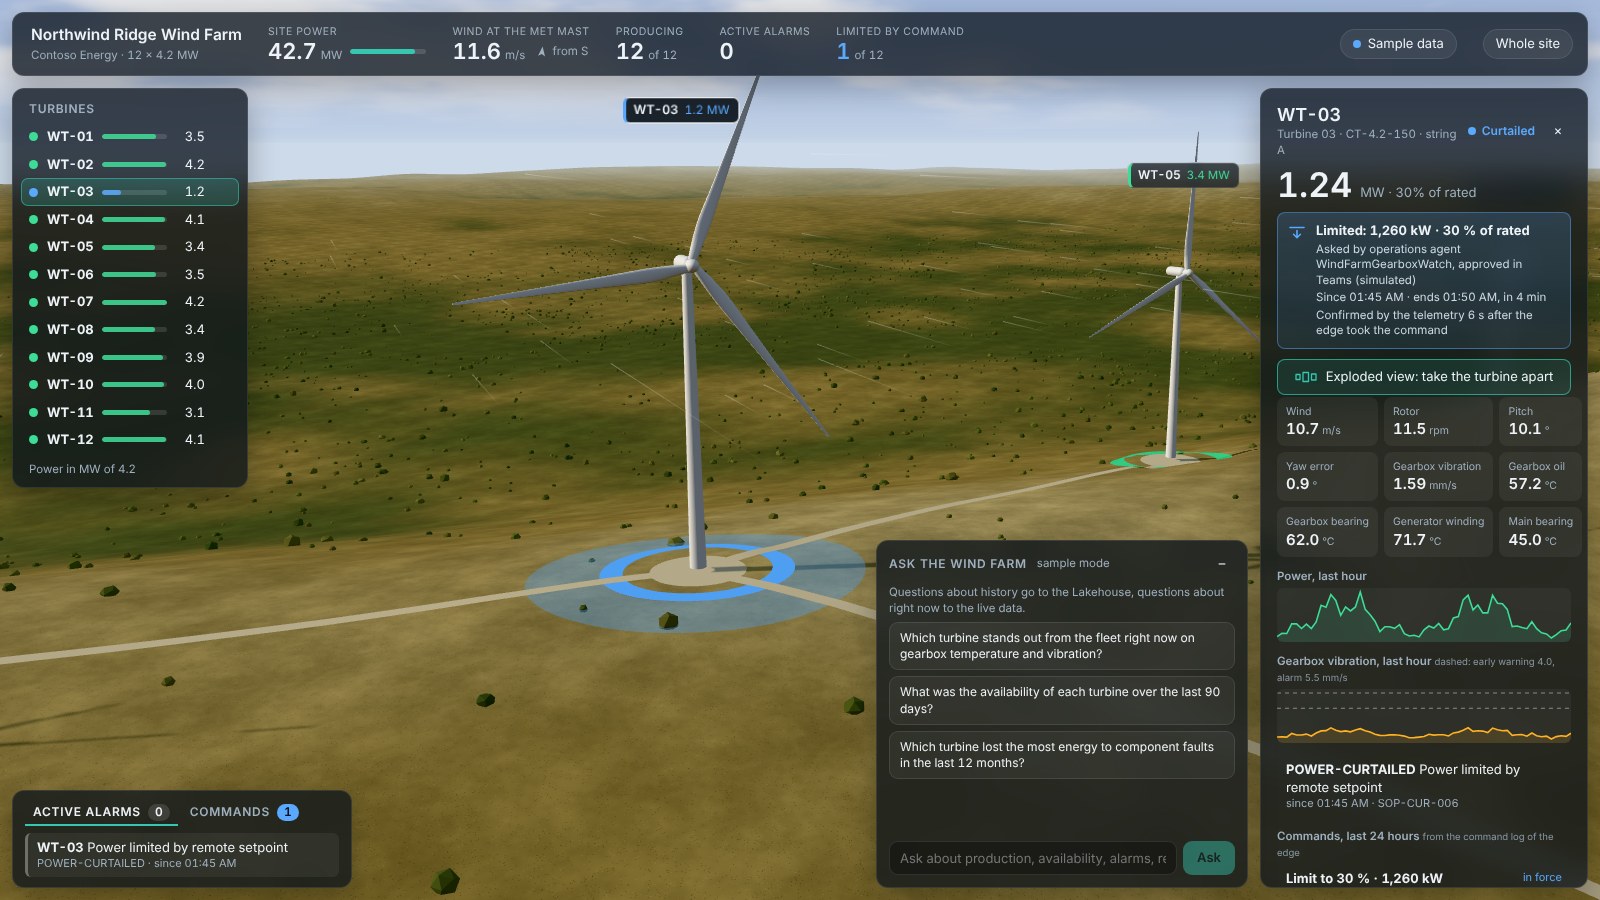 Northwind Ridge Wind Farm
Contoso Energy · 12 × 4.2 MW
SITE POWER
42.7 MW
WIND AT THE MET MAST
11.6 m/s from S
PRODUCING
12 of 12
ACTIVE ALARMS
0
LIMITED BY COMMAND
1 of 12
Sample data
Whole site
TURBINES
WT-01 3.5
WT-02 4.2
WT-03 1.2
WT-04 4.1
WT-05 3.4
WT-06 3.5
WT-07 4.2
WT-08 3.4
WT-09 3.9
WT-10 4.0
WT-11 3.1
WT-12 4.1
Power in MW of 4.2
WT-03 1.2 MW
WT-05 3.4 MW
WT-03
Turbine 03 · CT-4.2-150 · string
A
Curtailed ×
1.24 MW · 30% of rated
Limited: 1,260 kW · 30 % of rated
Asked by operations agent
WindFarmGearboxWatch, approved in
Teams (simulated)
Since 01:45 AM · ends 01:50 AM, in 4 min
Confirmed by the telemetry 6 s after the
edge took the command
Exploded view: take the turbine apart
Wind
10.7 m/s
Rotor
11.5 rpm
Pitch
10.1 °
Yaw error
0.9 °
Gearbox vibration
1.59 mm/s
Gearbox oil
57.2 °C
Gearbox bearing
62.0 °C
Generator winding
71.7 °C
Main bearing
45.0 °C
Power, last hour
Gearbox vibration, last hour dashed: early warning 4.0,
alarm 5.5 mm/s
POWER-CURTAILED Power limited by
remote setpoint
since 01:45 AM · SOP-CUR-006
Commands, last 24 hours from the command log of the
edge
Limit to 30 % · 1,260 kW in force
ASK THE WIND FARM sample mode –
Questions about history go to the Lakehouse, questions about
right now to the live data.
Which turbine stands out from the fleet right now on
gearbox temperature and vibration?
What was the availability of each turbine over the last 90
days?
Which turbine lost the most energy to component faults
in the last 12 months?
Ask about production, availability, alarms, re
Ask
ACTIVE ALARMS 0 COMMANDS 1
WT-03 Power limited by remote setpoint
POWER-CURTAILED · since 01:45 AM